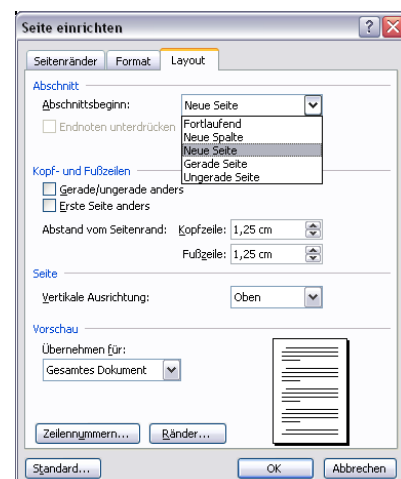 Seite einrichten
Seitenränder Format Layout
Abschnitt
Abschnittsbeginn: Neue Seite
Endnoten unterdrücken
Fortlaufend
Neue Spalte
Neue Seite
Gerade Seite
Ungerade Seite
Kopf- und Fußzeilen
Gerade/ungerade anders
Erste Seite anders
Abstand vom Seitenrand: Kopfzeile: 1,25 cm
Fußzeile: 1,25 cm
Seite
Vertikale Ausrichtung: Oben
Vorschau
Übernehmen für:
Gesamtes Dokument
Zeilennummern... Ränder...
Standard... OK Abbrechen